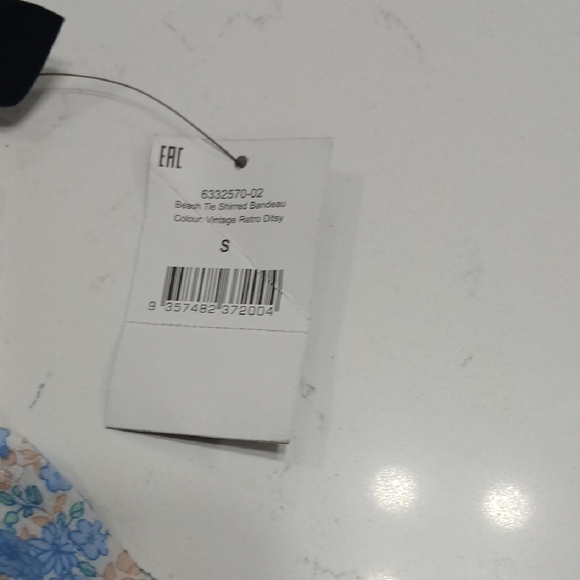 EAC
6332570-02
Beach Tie Shirred Bandeau
Colour: Vintage Retro Ditsy
S
9 357482 372004